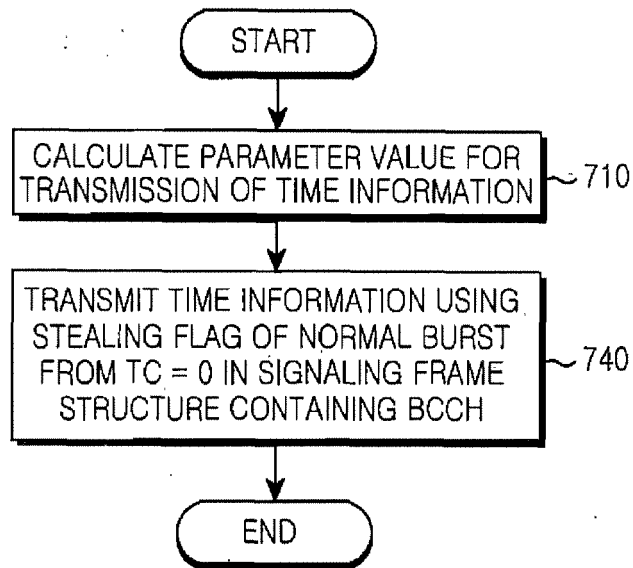 START
CALCULATE PARAMETER VALUE FOR
TRANSMISSION OF TIME INFORMATION
710
TRANSMIT TIME INFORMATION USING
STEALING FLAG OF NORMAL BURST
FROM TC = 0 IN SIGNALING FRAME
STRUCTURE CONTAINING BCCH
740
END